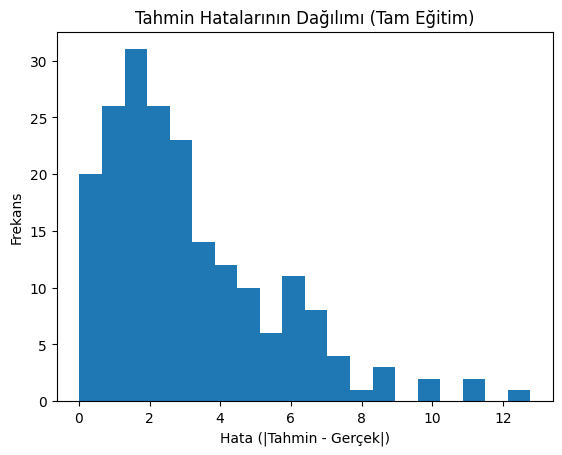 Tahmin Hatalarının Dağılımı (Tam Eğitim)
Frekans
30
25
20
15
10
5
0
0 2 4 6 8 10 12
Hata (|Tahmin - Gerçek|)